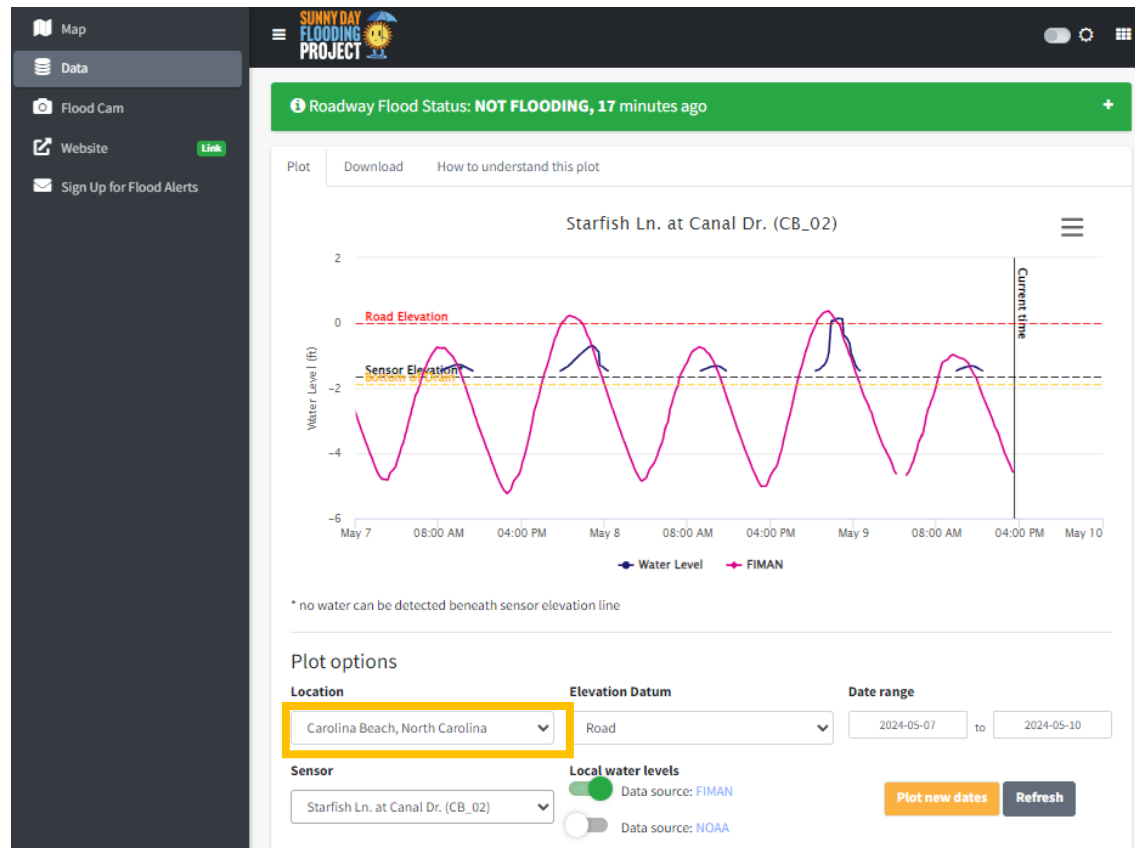 Map
Data
Flood Cam
Website Link
Sign Up for Flood Alerts
SUNNY DAY
FLOODING
PROJECT
Roadway Flood Status: NOT FLOODING, 17 minutes ago +
Plot Download How to understand this plot
Starfish Ln. at Canal Dr. (CB_02)
Water Level (ft)
2
0
−2
−4
−6
Road Elevation
Sensor Elevation*
Bottom of Drain
Current time
May 7 08:00 AM 04:00 PM May 8 08:00 AM 04:00 PM May 9 08:00 AM 04:00 PM May 10
Water Level FIMAN
* no water can be detected beneath sensor elevation line
Plot options
Location Elevation Datum Date range
Carolina Beach, North Carolina Road 2024-05-07 to 2024-05-10
Sensor Local water levels
Data source: FIMAN
Starfish Ln. at Canal Dr. (CB_02) Plot new dates Refresh
Data source: NOAA